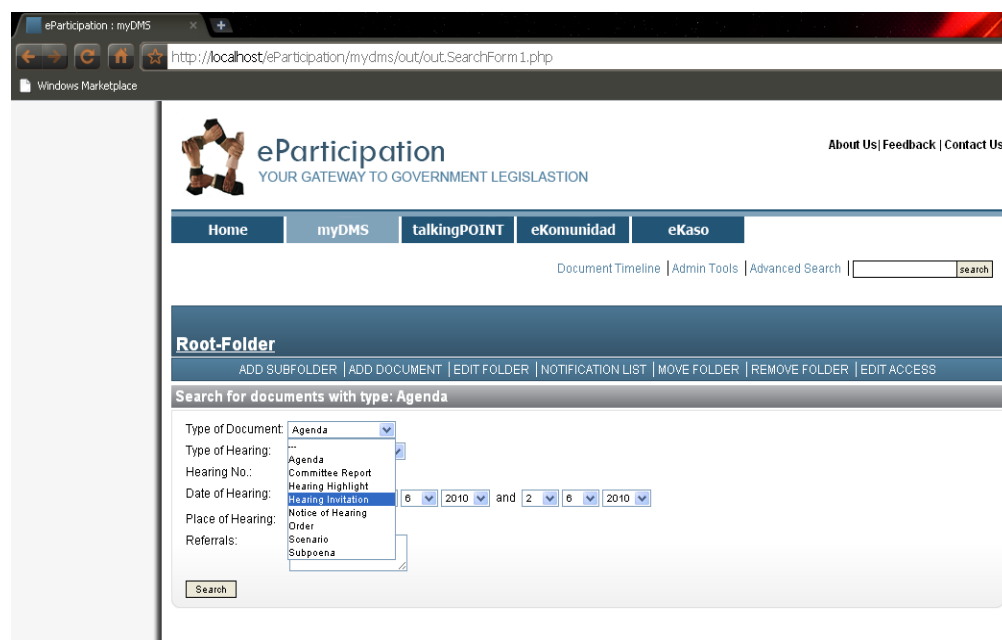 eParticipation : myDMS
http://localhost/eParticipation/mydms/out/out.SearchForm1.php
Windows Marketplace
eParticipation
YOUR GATEWAY TO GOVERNMENT LEGISLASTION
About Us| Feedback | Contact Us
Home myDMS talkingPOINT eKomunidad eKaso
Document Timeline | Admin Tools | Advanced Search | search
Root-Folder
ADD SUBFOLDER | ADD DOCUMENT | EDIT FOLDER | NOTIFICATION LIST | MOVE FOLDER | REMOVE FOLDER | EDIT ACCESS
Search for documents with type: Agenda
Type of Document: Agenda
Type of Hearing:
Hearing No.:
Date of Hearing: 6 2010 and 2 6 2010
Place of Hearing:
Referrals:
---
Agenda
Committee Report
Hearing Highlight
Hearing Invitation
Notice of Hearing
Order
Scenario
Subpoena
Search